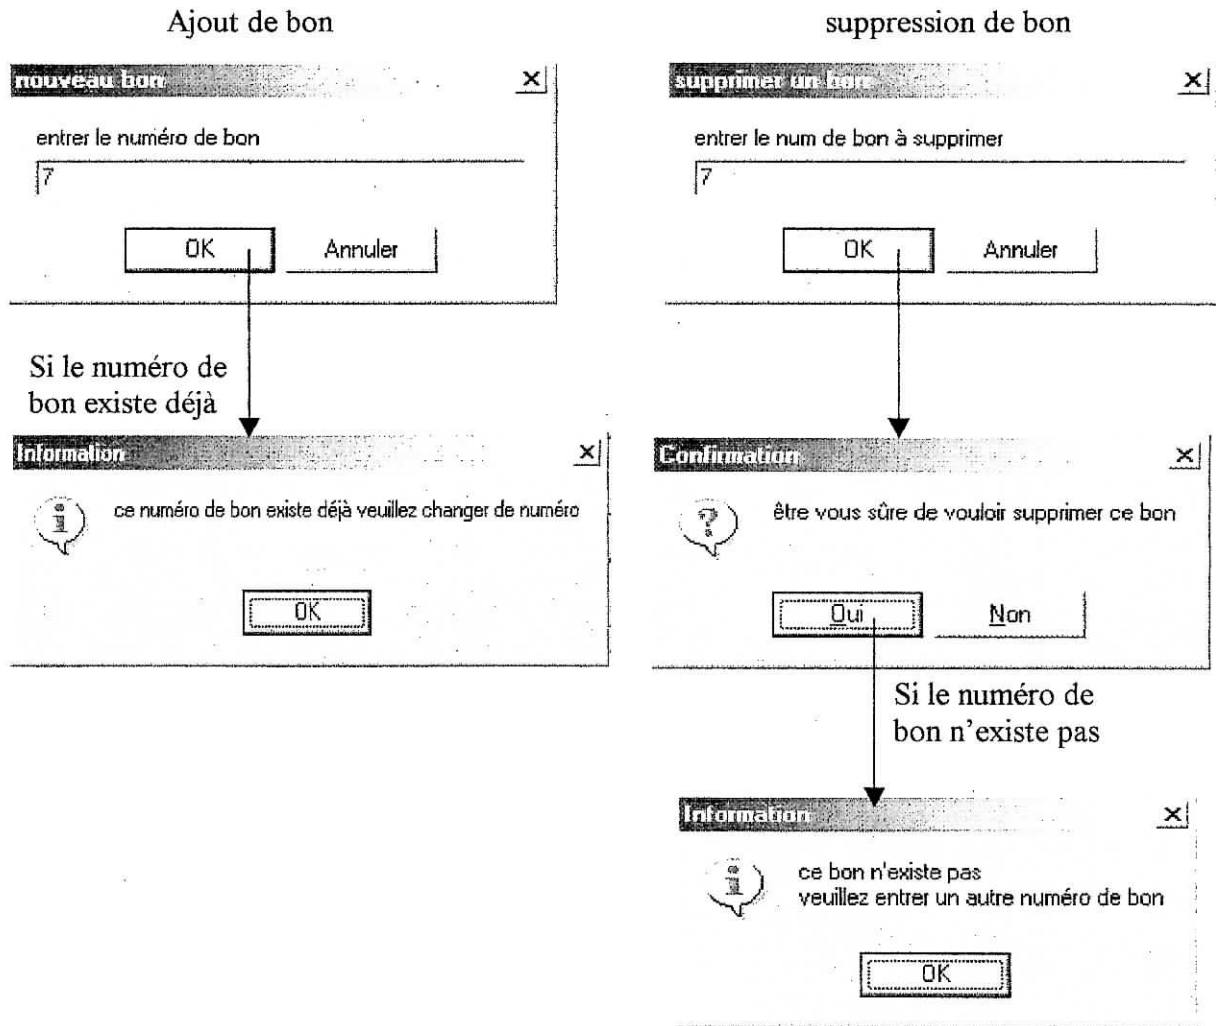 Ajout de bon
nouveau bon
entrer le numéro de bon
7
OK
Annuler
Si le numéro de
bon existe déjà
Information
ce numéro de bon existe déjà veuillez changer de numéro
OK
suppression de bon
supprimer un bon
entrer le num de bon à supprimer
7
OK
Annuler
Confirmation
être vous sûre de vouloir supprimer ce bon
Oui
Non
Si le numéro de
bon n'existe pas
Information
ce bon n'existe pas
veuillez entrer un autre numéro de bon
OK